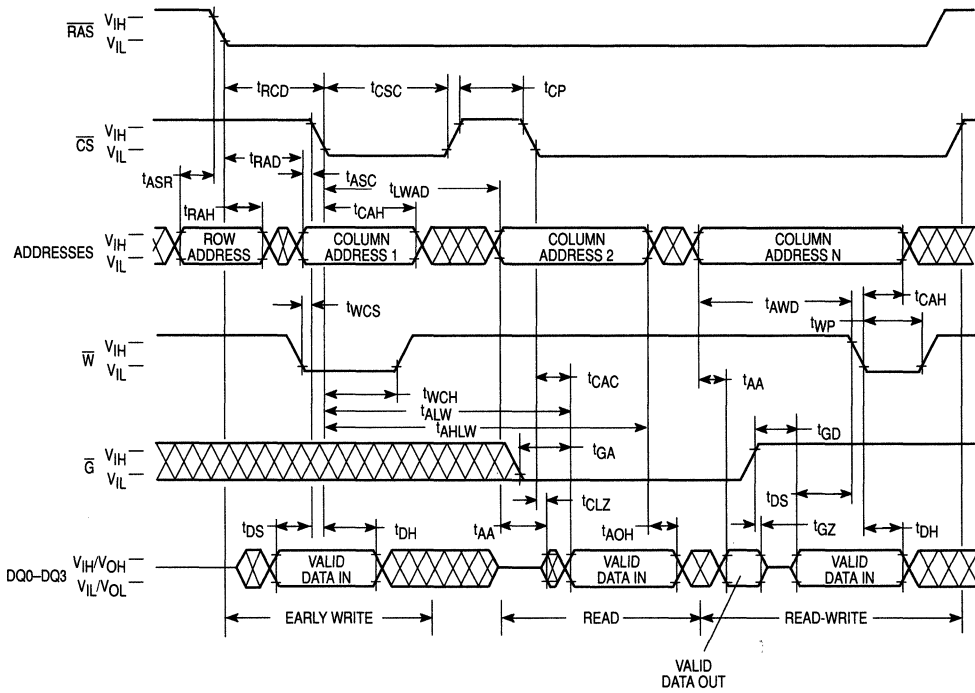 RAS VIH
VIL
tRCD tCSC tCP
CS VIH
VIL
tRAD
tASR tASC
tLWAD
tRAH tCAH
ADDRESSES VIH
VIL
ROW ADDRESS
COLUMN ADDRESS 1
COLUMN ADDRESS 2
COLUMN ADDRESS N
tWCS tAWD tCAH
tWP
W VIH
VIL
tCAC tAA
tWCH
tALW
tAHLW
tGA tGD
G VIH
VIL
tDS
tCLZ
tDS tDH tAA tAOH tGZ tDH
DQ0–DQ3 VIH/VOH
VIL/VOL
VALID DATA IN
VALID DATA IN
VALID DATA IN
EARLY WRITE READ READ-WRITE
VALID
DATA OUT